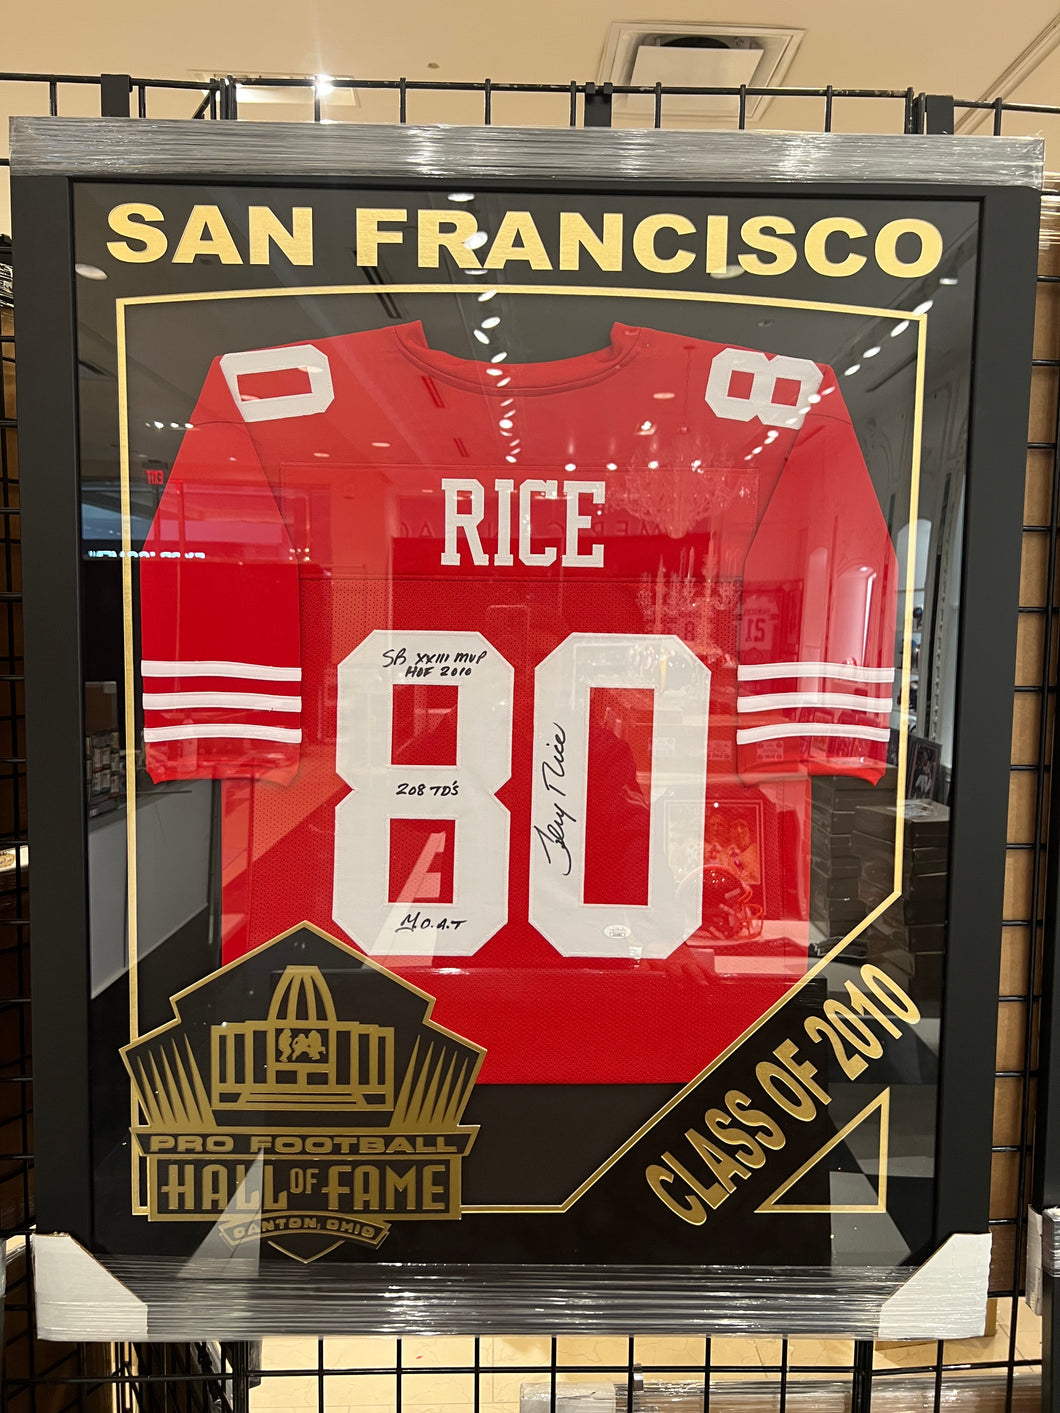 SAN FRANCISCO
0
8
RICE
80
SB XXIII MVP
HOF 2010
208 TD'S
M.O.A.T
Jerry Rice
PRO FOOTBALL
HALL OF FAME
CANTON, OHIO
CLASS OF 2010
EXIT